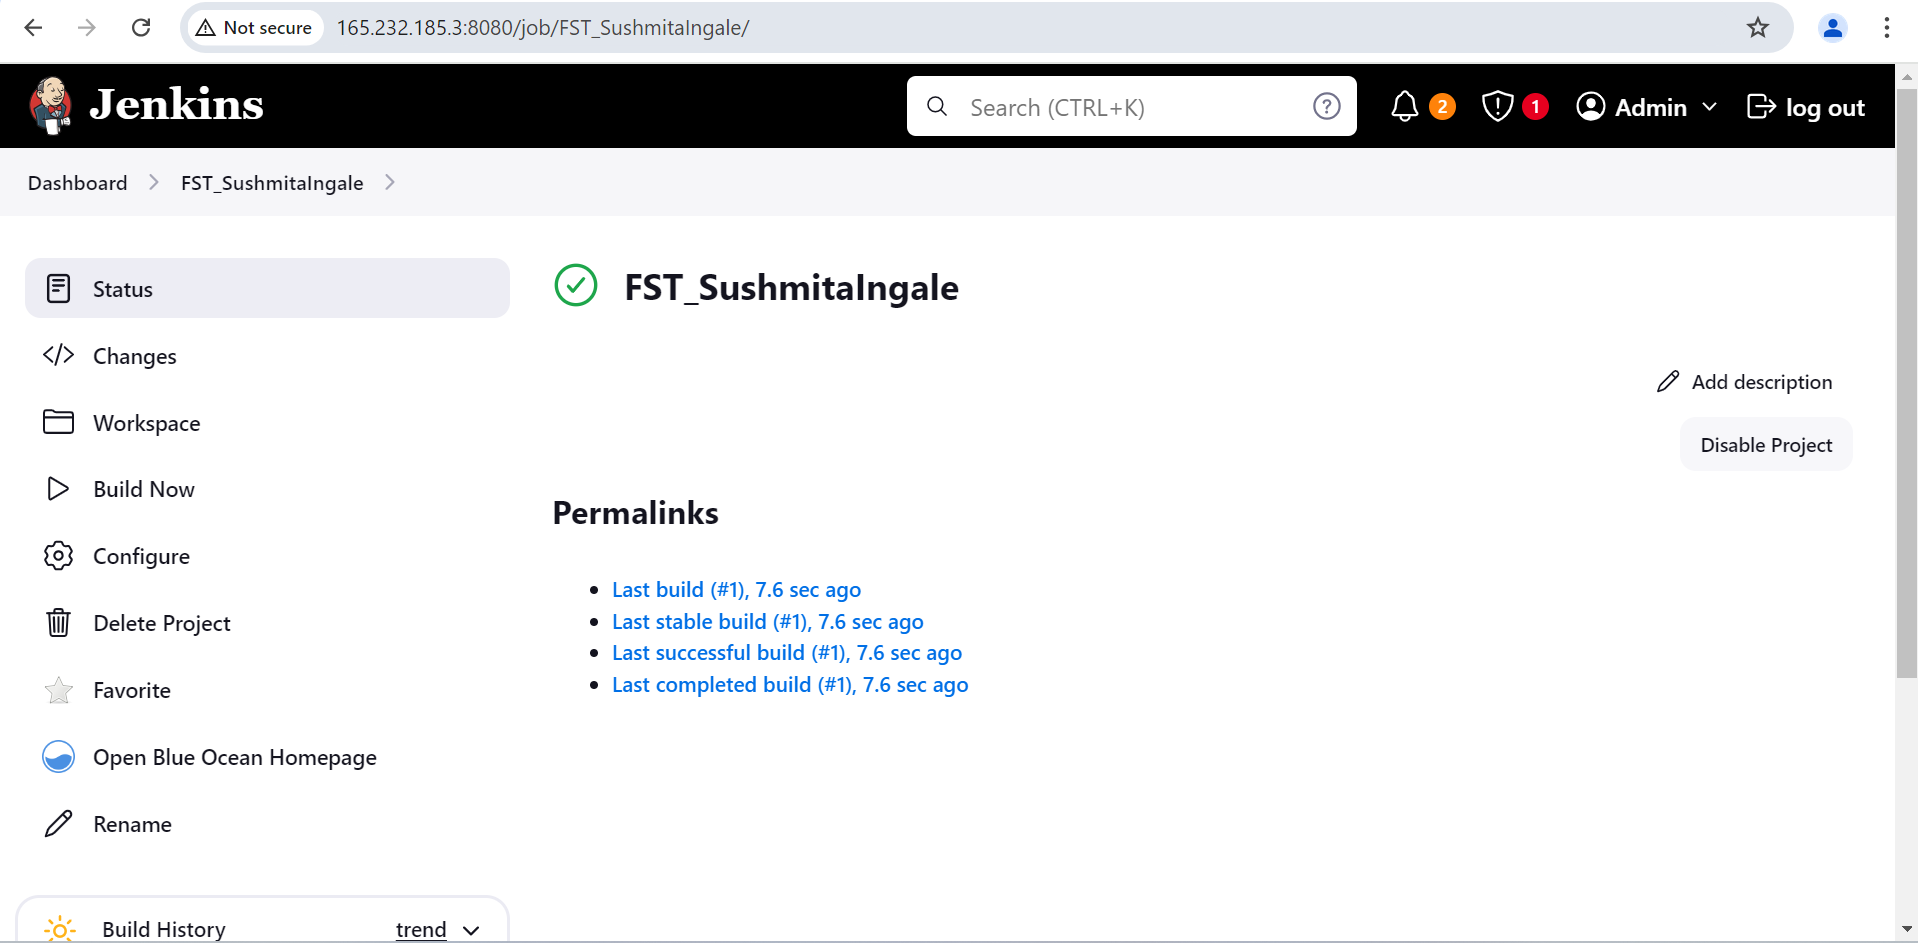 Not secure 165.232.185.3:8080/job/FST_SushmitaIngale/
Jenkins Search (CTRL+K) ? 2 1 Admin log out
Dashboard FST_SushmitaIngale
Status
Changes
Workspace
Build Now
Configure
Delete Project
Favorite
Open Blue Ocean Homepage
Rename
Build History trend
FST_SushmitaIngale
Add description
Disable Project
Permalinks
Last build (#1), 7.6 sec ago
Last stable build (#1), 7.6 sec ago
Last successful build (#1), 7.6 sec ago
Last completed build (#1), 7.6 sec ago